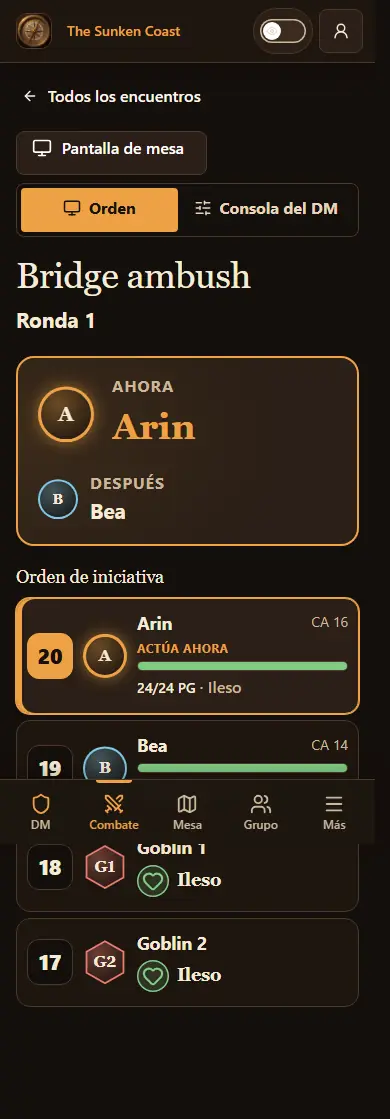 The Sunken Coast
Todos los encuentros
Pantalla de mesa
Orden
Consola del DM
Bridge ambush
Ronda 1
A
AHORA
Arin
B
DESPUÉS
Bea
Orden de iniciativa
20
A
Arin
CA 16
ACTÚA AHORA
24/24 PG · Ileso
19
B
Bea
CA 14
DM
Combate
Mesa
Grupo
Más
18
G1
Goblin 1
Ileso
17
G2
Goblin 2
Ileso